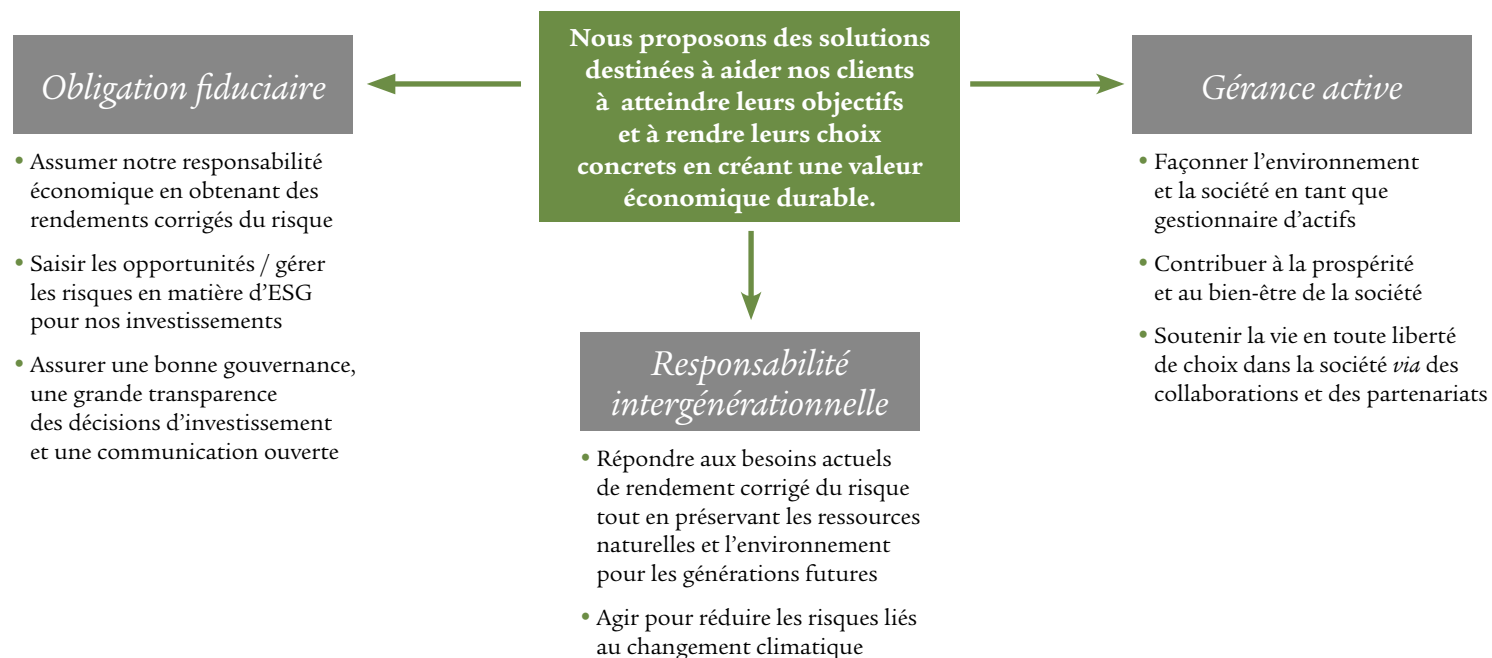 Nous proposons des solutions
destinées à aider nos clients
à atteindre leurs objectifs
et à rendre leurs choix
concrets en créant une valeur
économique durable.
Obligation fiduciaire
• Assumer notre responsabilité
économique en obtenant des
rendements corrigés du risque
• Saisir les opportunités / gérer
les risques en matière d’ESG
pour nos investissements
• Assurer une bonne gouvernance,
une grande transparence
des décisions d’investissement
et une communication ouverte
Responsabilité
intergénérationnelle
• Répondre aux besoins actuels
de rendement corrigé du risque
tout en préservant les ressources
naturelles et l’environnement
pour les générations futures
• Agir pour réduire les risques liés
au changement climatique
Gérance active
• Façonner l’environnement
et la société en tant que
gestionnaire d’actifs
• Contribuer à la prospérité
et au bien-être de la société
• Soutenir la vie en toute liberté
de choix dans la société via des
collaborations et des partenariats